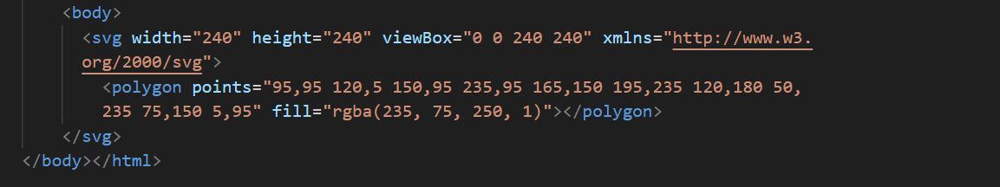 <body>
<svg width="240" height="240" viewBox="0 0 240 240" xmlns="http://www.w3.
org/2000/svg">
<polygon points="95,95 120,5 150,95 235,95 165,150 195,235 120,180 50,
235 75,150 5,95" fill="rgba(235, 75, 250, 1)"></polygon>
</svg>
</body></html>